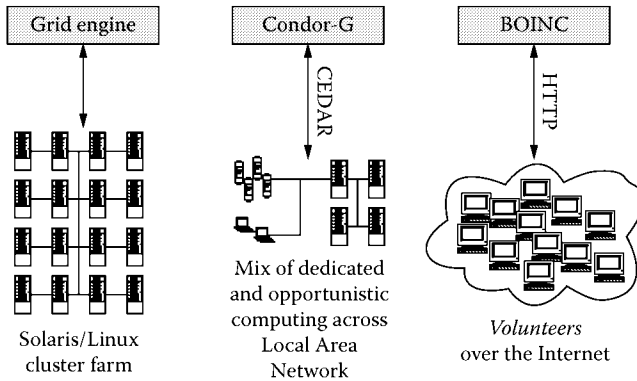 Grid engine
Condor-G
BOINC
CEDAR
HTTP
Solaris/Linux
cluster farm
Mix of dedicated
and opportunistic
computing across
Local Area
Network
Volunteers
over the Internet